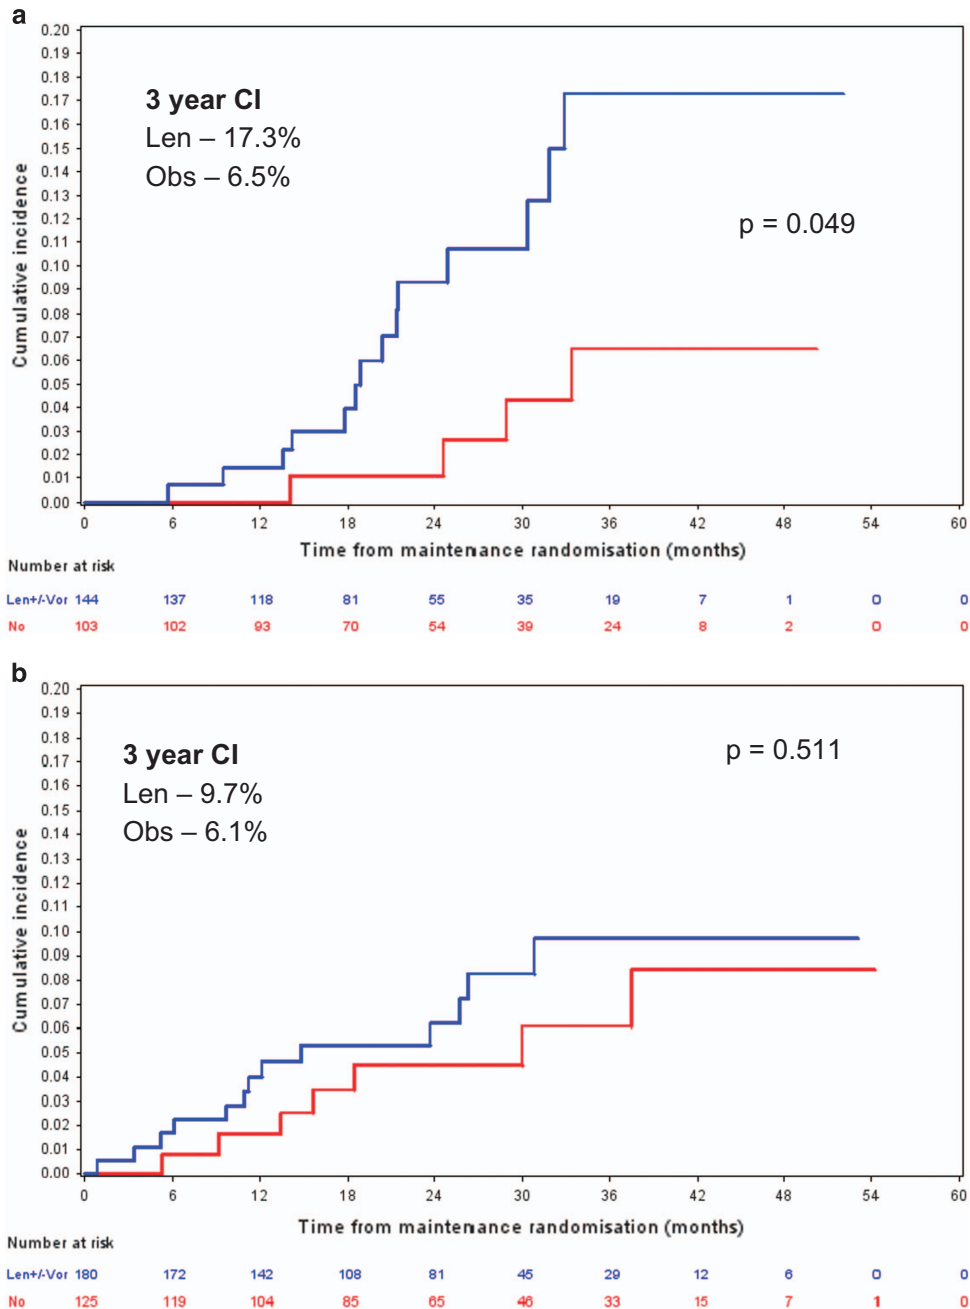 a
0.20
0.19
0.18
0.17
0.16
0.15
0.14
0.13
0.12
0.11
0.10
0.09
0.08
0.07
0.06
0.05
0.04
0.03
0.02
0.01
0.00
Cumulative incidence
3 year CI
Len – 17.3%
Obs – 6.5%
p = 0.049
0 6 12 18 24 30 36 42 48 54 60
Time from maintenance randomisation (months)
Number at risk
Len+/-Vor 144 137 118 81 55 35 19 7 1 0 0
No 103 102 93 70 54 39 24 8 2 0 0
b
0.20
0.19
0.18
0.17
0.16
0.15
0.14
0.13
0.12
0.11
0.10
0.09
0.08
0.07
0.06
0.05
0.04
0.03
0.02
0.01
0.00
Cumulative incidence
3 year CI
Len – 9.7%
Obs – 6.1%
p = 0.511
0 6 12 18 24 30 36 42 48 54 60
Time from maintenance randomisation (months)
Number at risk
Len+/-Vor 180 172 142 108 81 45 29 12 6 0 0
No 125 119 104 85 65 46 33 15 7 1 0